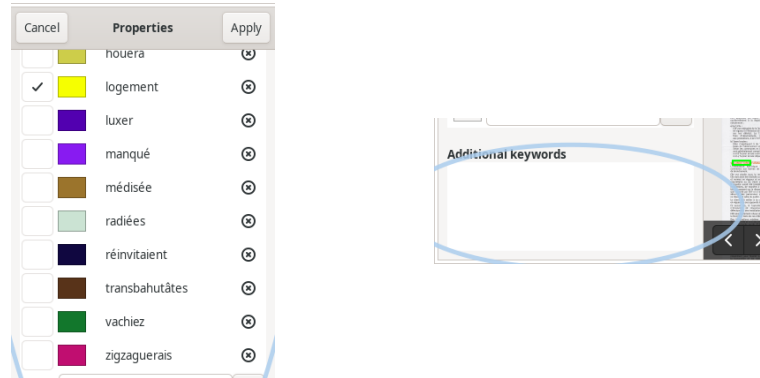 Cancel Properties Apply
houera
logement
luxer
manqué
médisée
radiées
réinvitaient
transbahutâtes
vachiez
zigzaguerais
Additional keywords